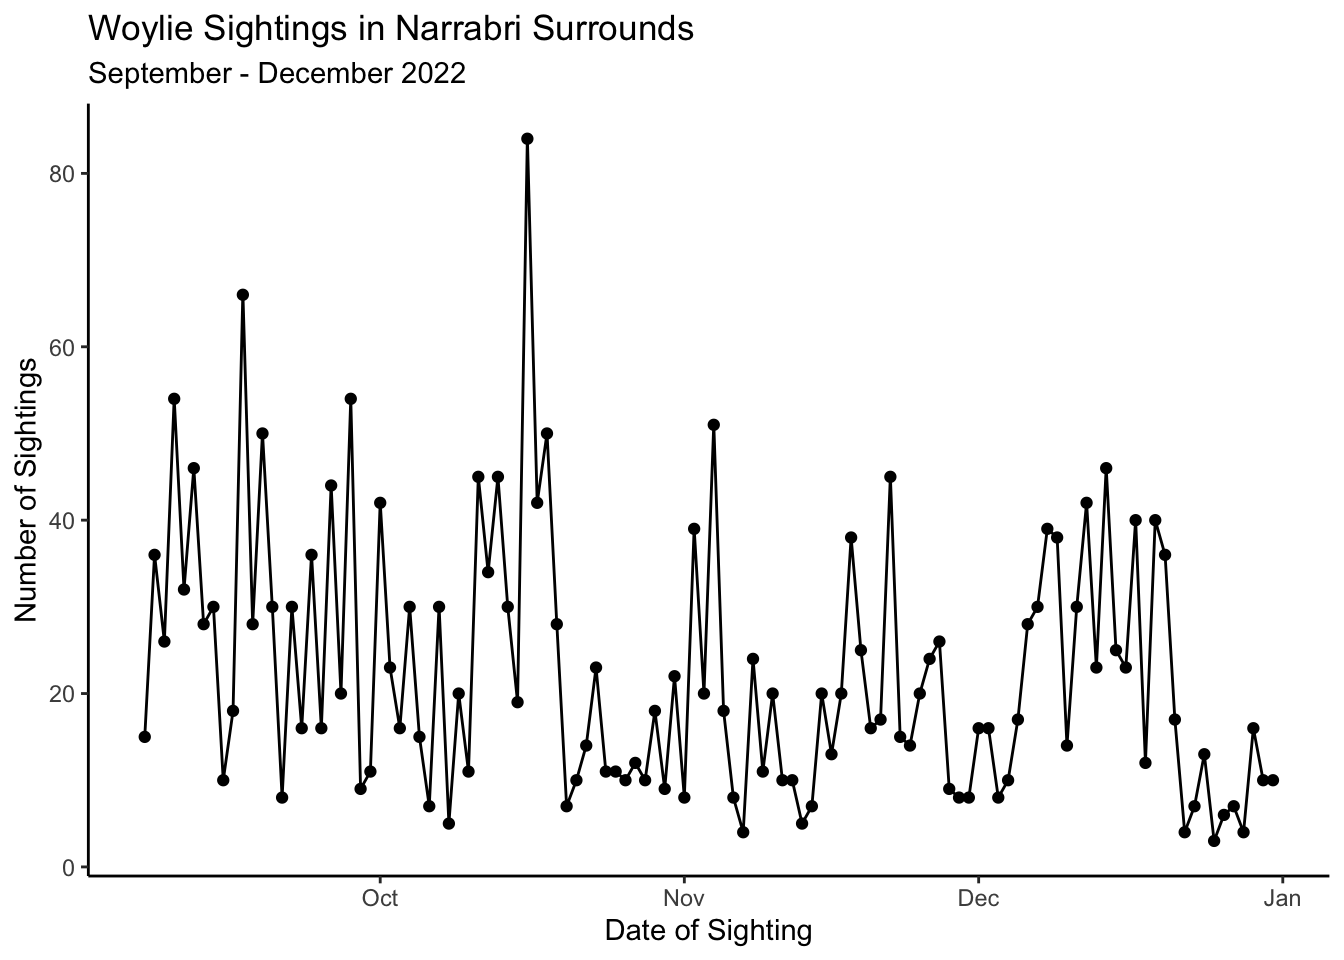 Woylie Sightings in Narrabri Surrounds
September - December 2022
Number of Sightings
80
60
40
20
0
Oct Nov Dec Jan
Date of Sighting